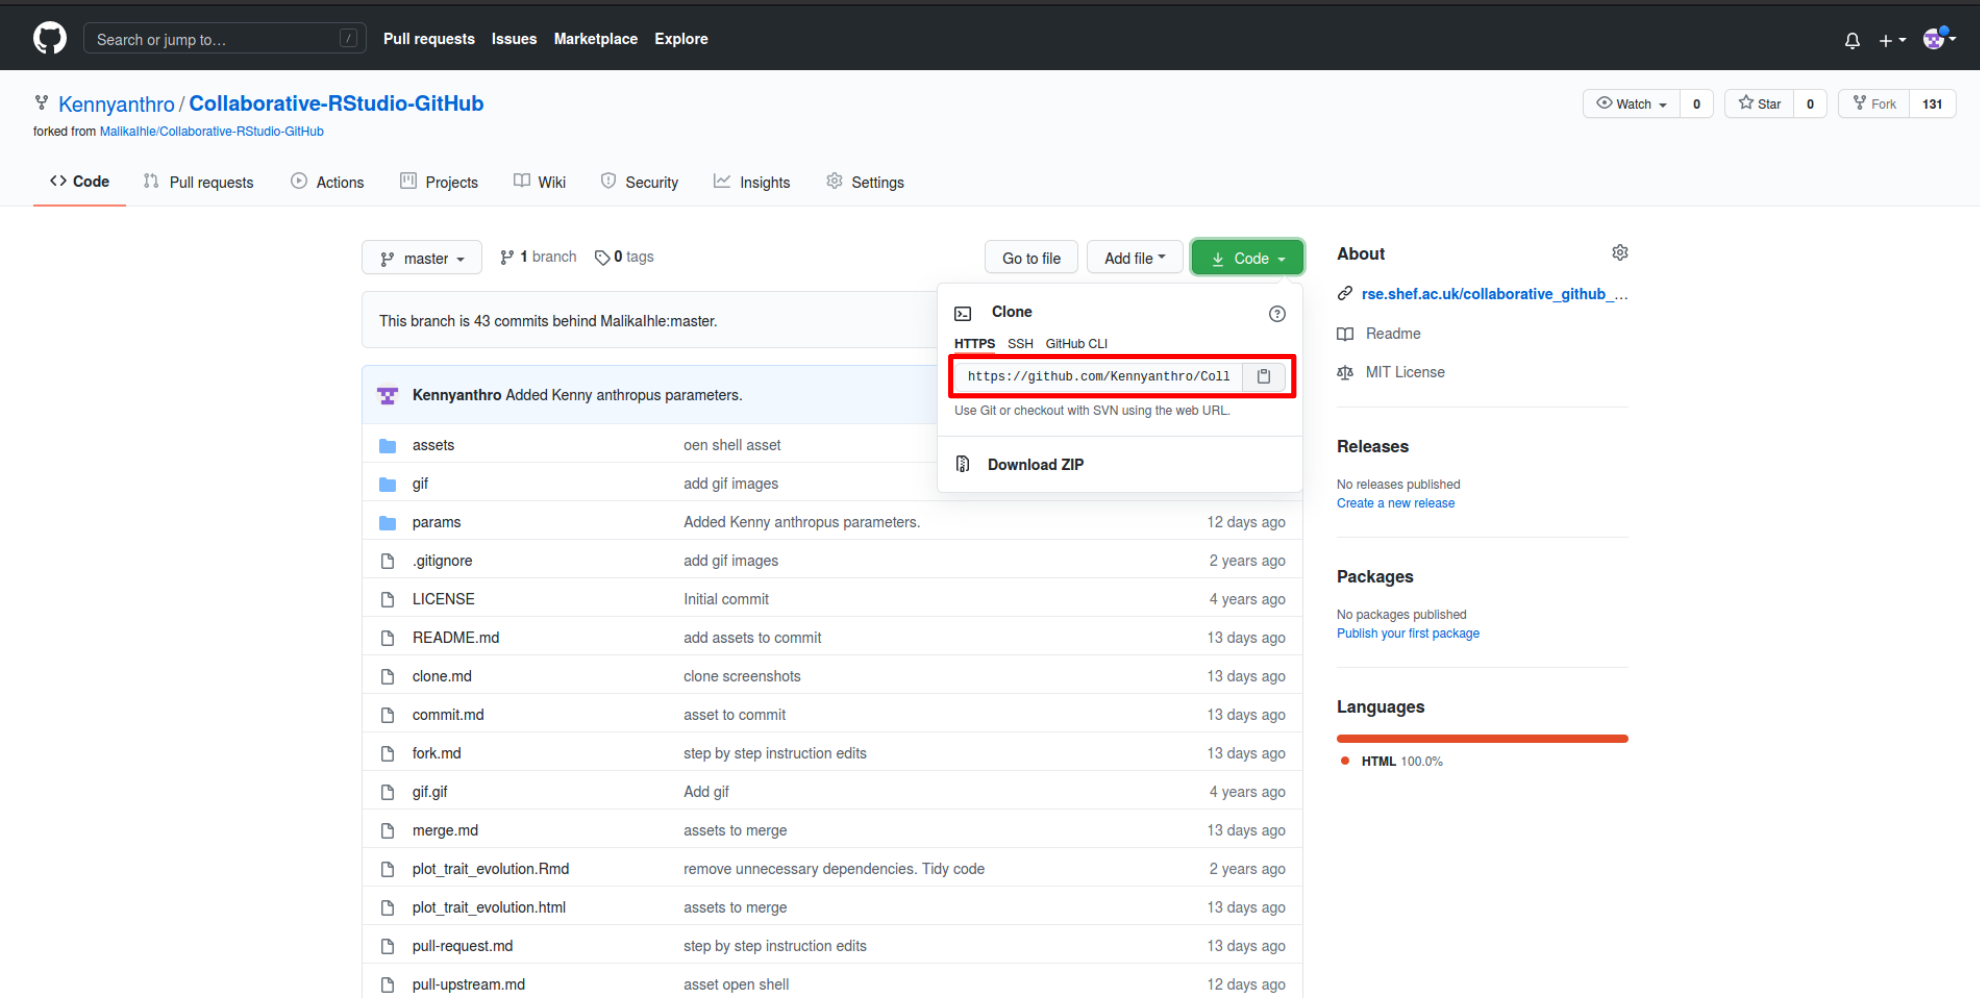 Search or jump to… /
Pull requests Issues Marketplace Explore
Kennyanthro / Collaborative-RStudio-GitHub
forked from MalikaIhle/Collaborative-RStudio-GitHub
Watch 0 Star 0 Fork 131
Code Pull requests Actions Projects Wiki Security Insights Settings
master 1 branch 0 tags Go to file Add file Code
This branch is 43 commits behind MalikaIhle:master.
Clone
HTTPS SSH GitHub CLI
https://github.com/Kennyanthro/Coll
Use Git or checkout with SVN using the web URL.
Download ZIP
Kennyanthro Added Kenny anthropus parameters.
assets oen shell asset
gif add gif images
params Added Kenny anthropus parameters. 12 days ago
.gitignore add gif images 2 years ago
LICENSE Initial commit 4 years ago
README.md add assets to commit 13 days ago
clone.md clone screenshots 13 days ago
commit.md asset to commit 13 days ago
fork.md step by step instruction edits 13 days ago
gif.gif Add gif 4 years ago
merge.md assets to merge 13 days ago
plot_trait_evolution.Rmd remove unnecessary dependencies. Tidy code 2 years ago
plot_trait_evolution.html assets to merge 13 days ago
pull-request.md step by step instruction edits 13 days ago
pull-upstream.md asset open shell 12 days ago
About
rse.shef.ac.uk/collaborative_github_…
Readme
MIT License
Releases
No releases published
Create a new release
Packages
No packages published
Publish your first package
Languages
HTML 100.0%